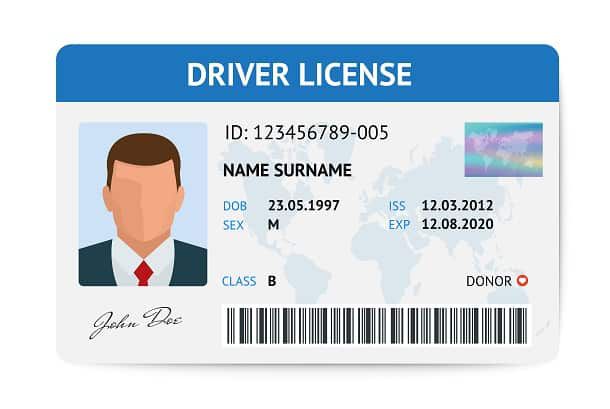 DRIVER LICENSE
ID: 123456789-005
NAME SURNAME
DOB 23.05.1997 ISS 12.03.2012
SEX M EXP 12.08.2020
CLASS B DONOR
John Doe